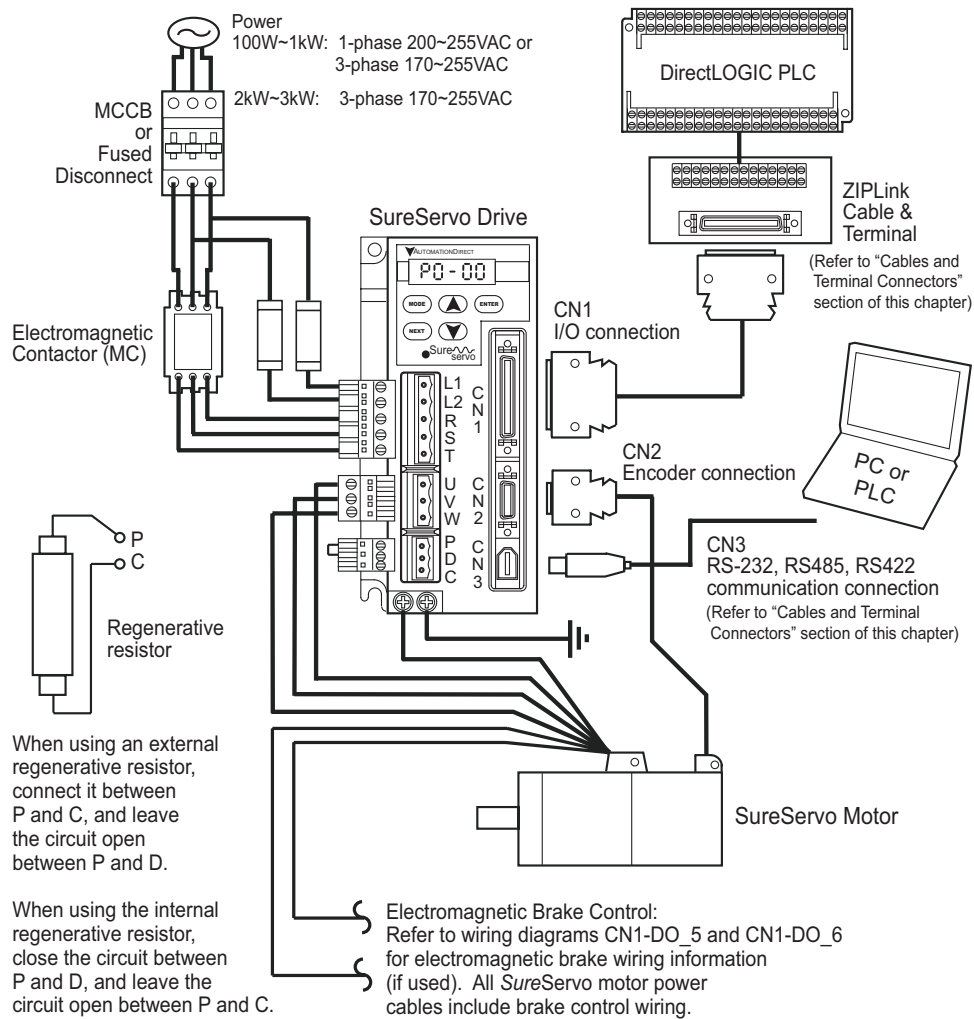 Power
100W~1kW: 1-phase 200~255VAC or
3-phase 170~255VAC
2kW~3kW: 3-phase 170~255VAC
MCCB
or
Fused
Disconnect
DirectLOGIC PLC
ZIPLink
Cable &
Terminal
(Refer to “Cables and
Terminal Connectors”
section of this chapter)
SureServo Drive
AUTOMATIONDIRECT
P0-00
MODE
ENTER
NEXT
Sure servo
Electromagnetic
Contactor (MC)
CN1
I/O connection
L1
L2
R
S
T
CN1
U
V
W
CN2
P
D
C
CN3
CN2
Encoder connection
PC or
PLC
CN3
RS-232, RS485, RS422
communication connection
(Refer to “Cables and Terminal
Connectors” section of this chapter)
P
C
Regenerative
resistor
When using an external
regenerative resistor,
connect it between
P and C, and leave
the circuit open
between P and D.
When using the internal
regenerative resistor,
close the circuit between
P and D, and leave the
circuit open between P and C.
SureServo Motor
Electromagnetic Brake Control:
Refer to wiring diagrams CN1-DO_5 and CN1-DO_6
for electromagnetic brake wiring information
(if used). All SureServo motor power
cables include brake control wiring.